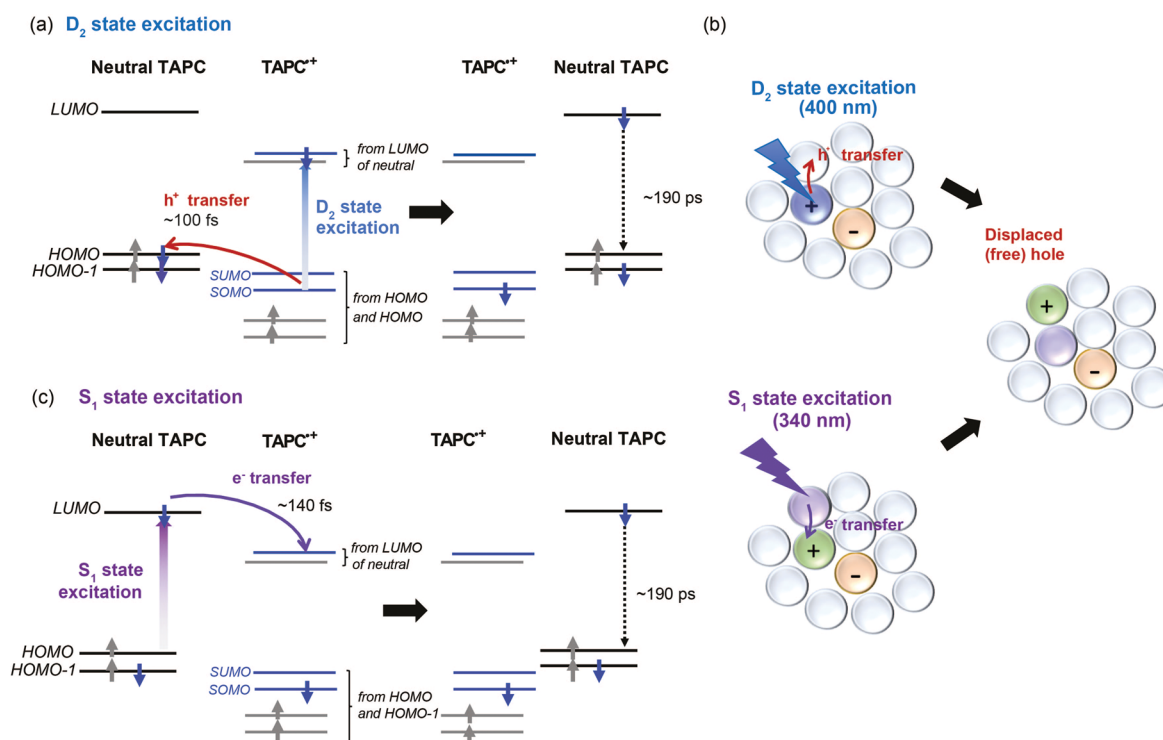 (a) D₂ state excitation
Neutral TAPC
TAPC•+
TAPC•+
Neutral TAPC
LUMO
from LUMO
of neutral
h⁺ transfer
~100 fs
D₂ state
excitation
~190 ps
HOMO
HOMO-1
SUMO
SOMO
from HOMO
and HOMO
(b)
D₂ state excitation
(400 nm)
h⁺ transfer
+
-
Displaced
(free) hole
+
-
S₁ state excitation
(340 nm)
e⁻ transfer
+
-
(c) S₁ state excitation
Neutral TAPC
TAPC•+
TAPC•+
Neutral TAPC
e⁻ transfer
~140 fs
LUMO
from LUMO
of neutral
S₁ state
excitation
~190 ps
HOMO
HOMO-1
SUMO
SOMO
from HOMO
and HOMO-1